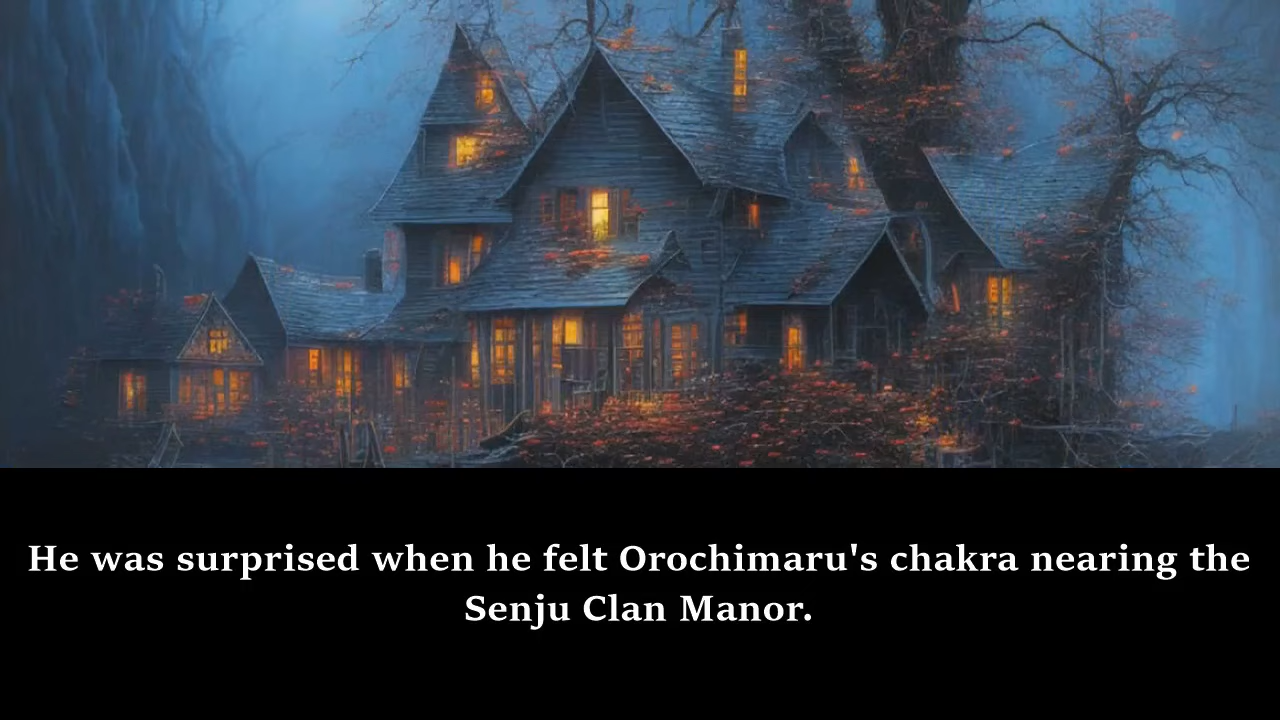 He was surprised when he felt Orochimaru's chakra nearing the
Senju Clan Manor.